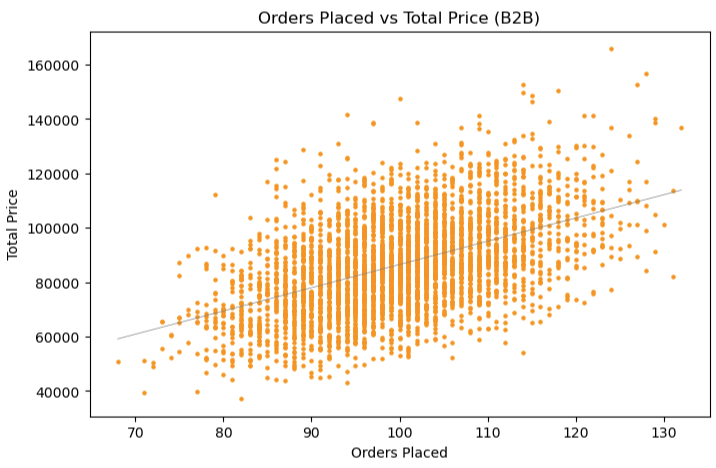 Orders Placed vs Total Price (B2B)
160000
140000
120000
100000
80000
60000
40000
Total Price
70 80 90 100 110 120 130
Orders Placed